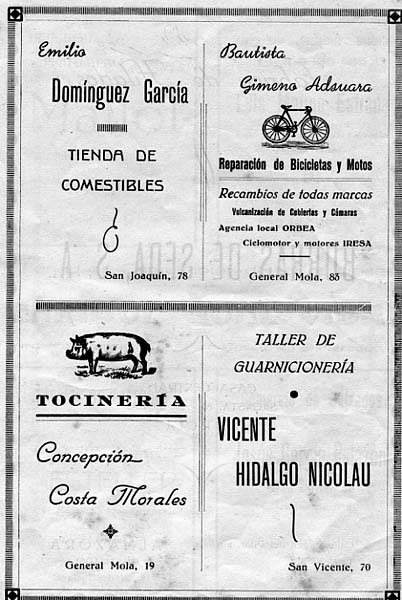 Emilio
Domínguez García
TIENDA DE
COMESTIBLES
San Joaquín, 78
Bautista
Gimeno Adsuara
Reparación de Bicicletas y Motos
Recambios de todas marcas
Vulcanización de Cubiertas y Cámaras
Agencia local ORBEA
Ciclomotor y motores IRESA
General Mola, 83
TOCINERÍA
Concepción
Costa Morales
General Mola, 19
TALLER DE
GUARNICIONERÍA
VICENTE
HIDALGO NICOLAU
San Vicente, 70